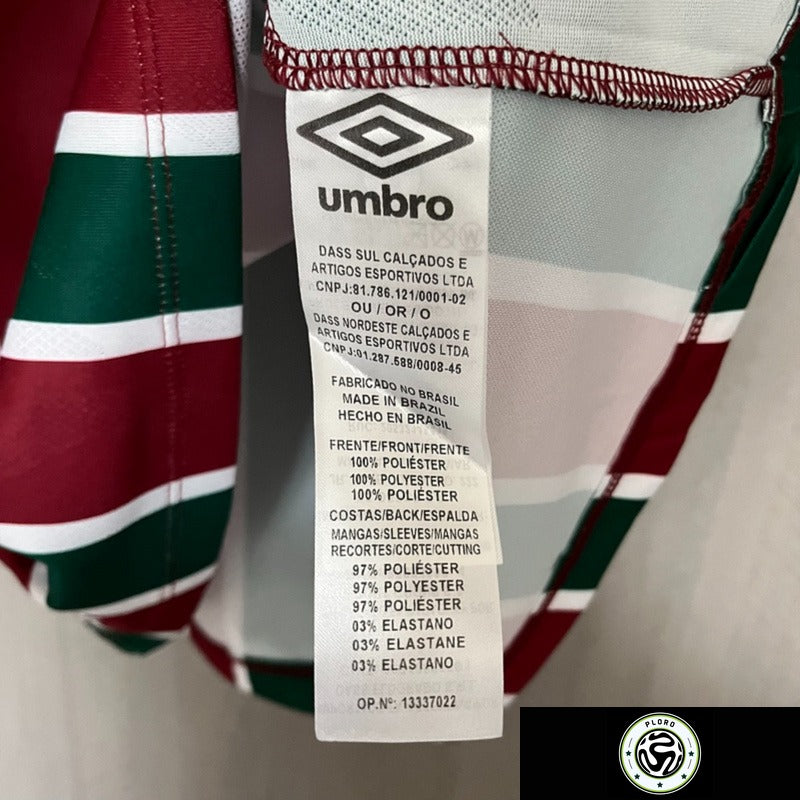 umbro
DASS SUL CALÇADOS E
ARTIGOS ESPORTIVOS LTDA
CNPJ:81.786.121/0001-02
OU / OR / O
DASS NORDESTE CALÇADOS E
ARTIGOS ESPORTIVOS LTDA
CNPJ:01.287.588/0008-45
FABRICADO NO BRASIL
MADE IN BRAZIL
HECHO EN BRASIL
FRENTE/FRONT/FRENTE
100% POLIÉSTER
100% POLYESTER
100% POLIÉSTER
COSTAS/BACK/ESPALDA
MANGAS/SLEEVES/MANGAS
RECORTES/CORTE/CUTTING
97% POLIÉSTER
97% POLYESTER
97% POLIÉSTER
03% ELASTANO
03% ELASTANE
03% ELASTANO
OP.Nº: 13337022
PLORO